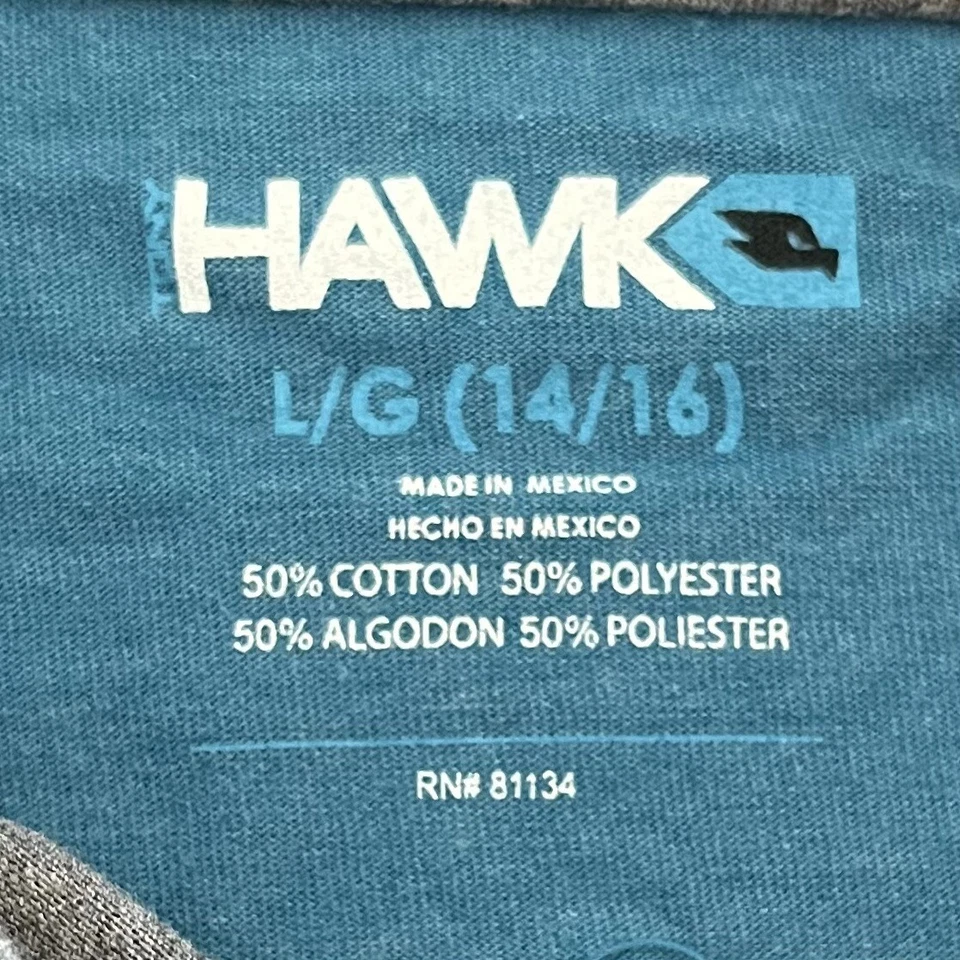 TONY
HAWK
L/G (14/16)
MADE IN MEXICO
HECHO EN MEXICO
50% COTTON 50% POLYESTER
50% ALGODON 50% POLIESTER
RN# 81134